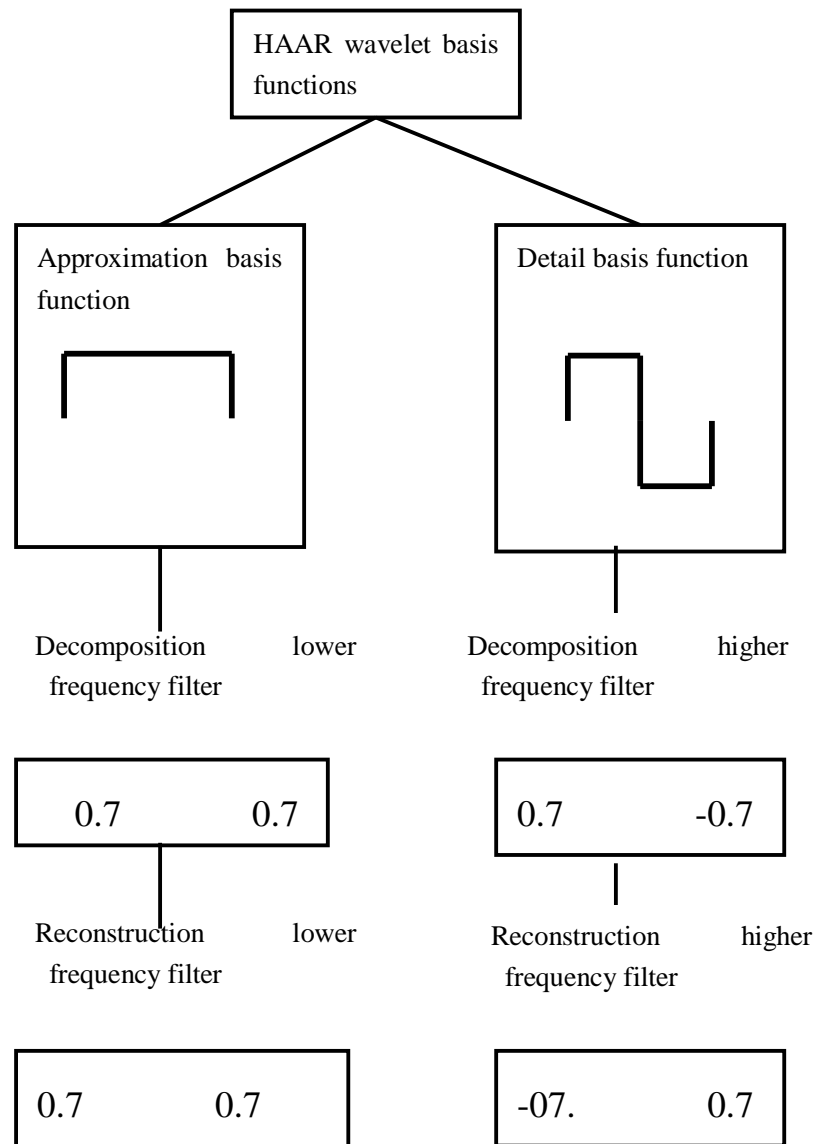 HAAR wavelet basis
functions
Approximation basis
function
Detail basis function
Decomposition lower
frequency filter
Decomposition higher
frequency filter
0.7 0.7
0.7 -0.7
Reconstruction lower
frequency filter
Reconstruction higher
frequency filter
0.7 0.7
-07. 0.7